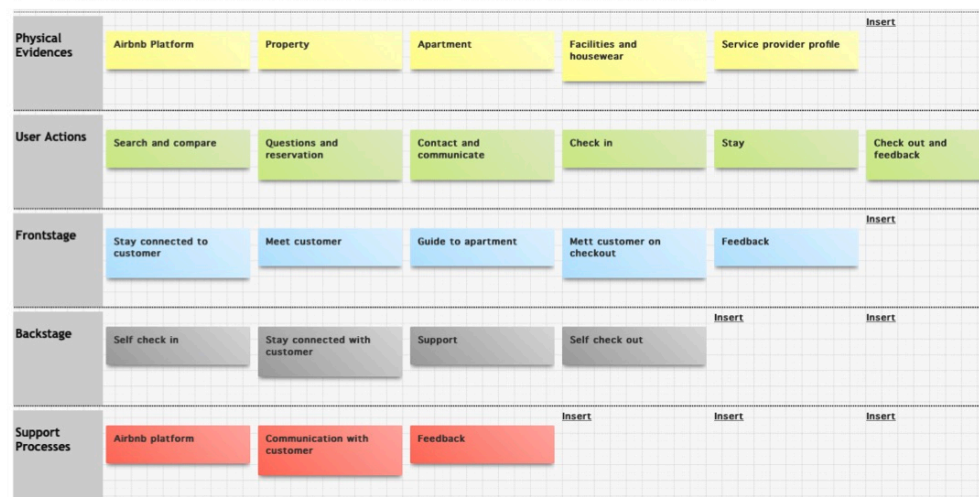 Insert
Physical
Evidences
Airbnb Platform
Property
Apartment
Facilities and
housewear
Service provider profile
User Actions
Search and compare
Questions and
reservation
Contact and
communicate
Check in
Stay
Check out and
feedback
Insert
Frontstage
Stay connected to
customer
Meet customer
Guide to apartment
Mett customer on
checkout
Feedback
Insert
Insert
Backstage
Self check in
Stay connected with
customer
Support
Self check out
Insert
Insert
Insert
Support
Processes
Airbnb platform
Communication with
customer
Feedback